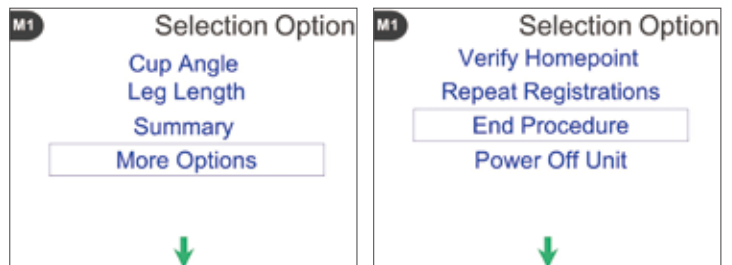 M1
Selection Option
Cup Angle
Leg Length
Summary
More Options
M1
Selection Option
Verify Homepoint
Repeat Registrations
End Procedure
Power Off Unit